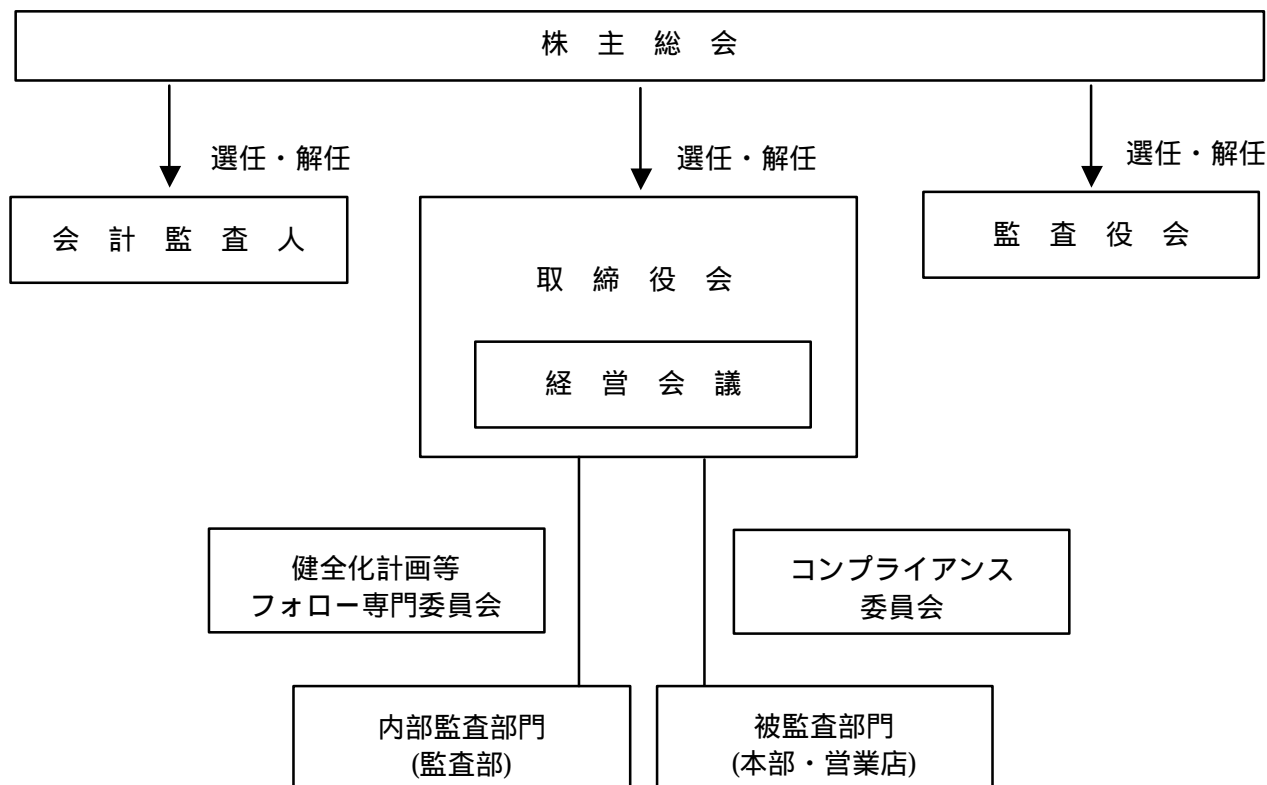 株 主 総 会
選任・解任
選任・解任
選任・解任
会 計 監 査 人
取 締 役 会
監 査 役 会
経 営 会 議
健全化計画等
フォロー専門委員会
コンプライアンス
委員会
内部監査部門
(監査部)
被監査部門
(本部・営業店)